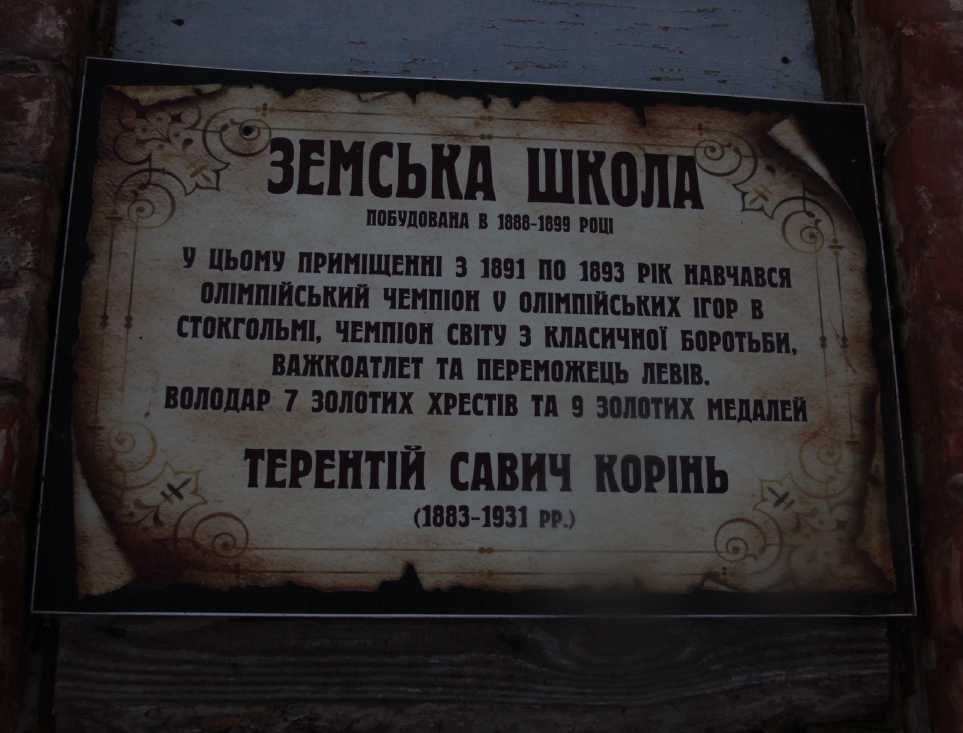 ЗЕМСЬКА ШКОЛА
ПОБУДОВАНА В 1888-1899 РОЦІ
У ЦЬОМУ ПРИМІЩЕННІ З 1891 ПО 1893 РІК НАВЧАВСЯ
ОЛІМПІЙСЬКИЙ ЧЕМПІОН V ОЛІМПІЙСЬКИХ ІГОР В
СТОКГОЛЬМІ, ЧЕМПІОН СВІТУ З КЛАСИЧНОЇ БОРОТЬБИ,
ВАЖКОАТЛЕТ ТА ПЕРЕМОЖЕЦЬ ЛЕВІВ.
ВОЛОДАР 7 ЗОЛОТИХ ХРЕСТІВ ТА 9 ЗОЛОТИХ МЕДАЛЕЙ
ТЕРЕНТІЙ САВИЧ КОРІНЬ
(1883-1931 РР.)